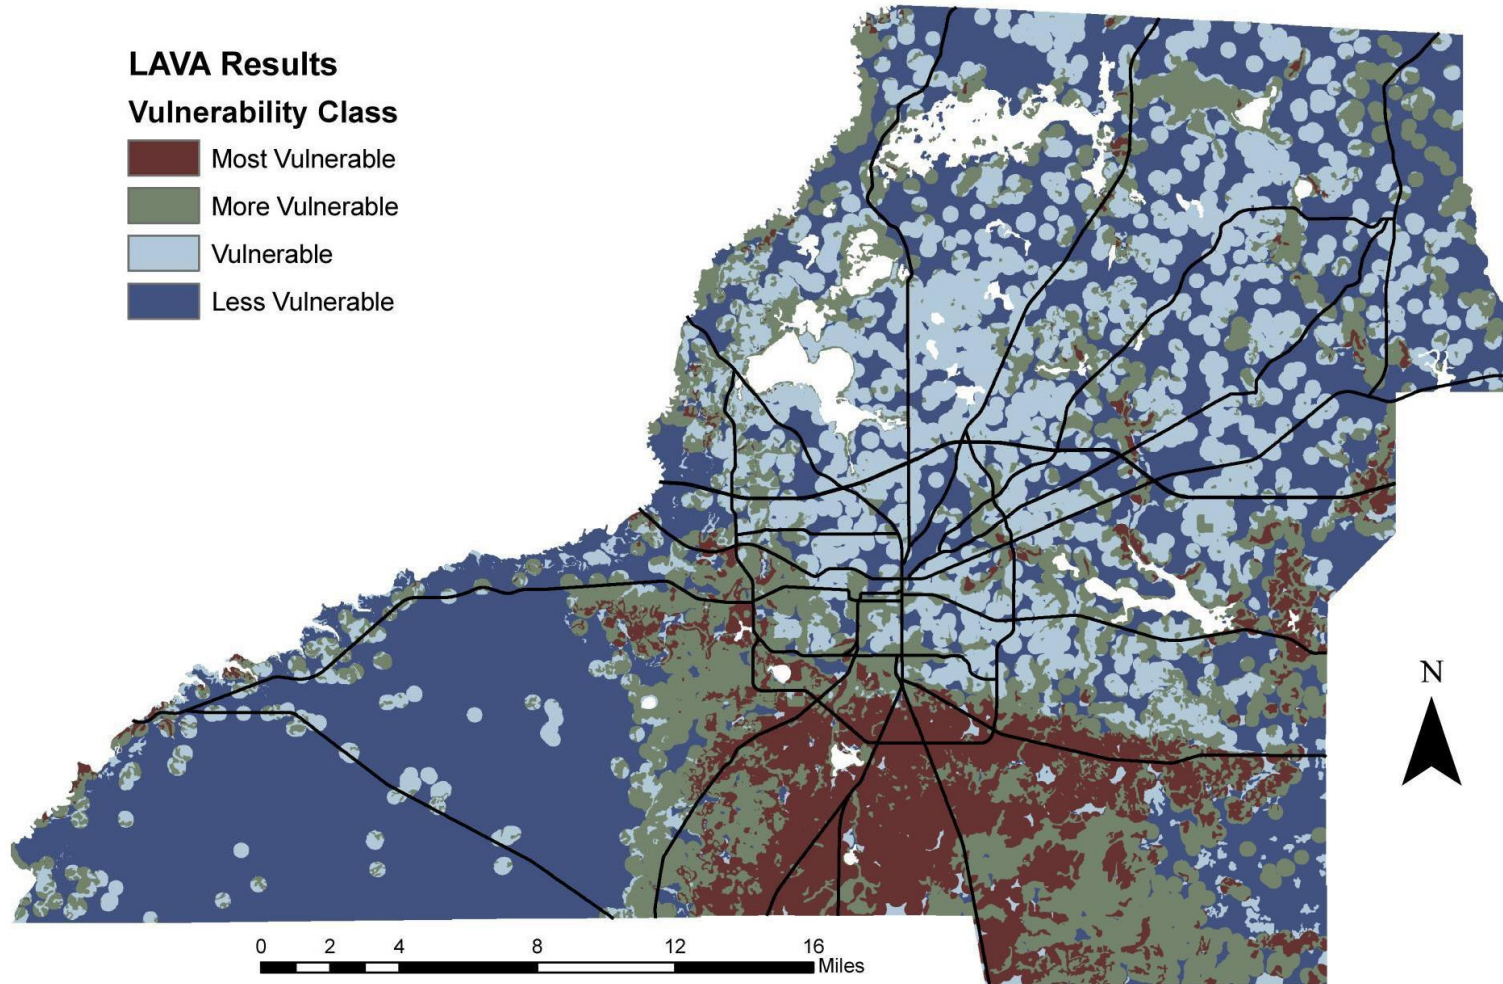 LAVA Results
Vulnerability Class
Most Vulnerable
More Vulnerable
Vulnerable
Less Vulnerable
N
0 2 4 8 12 16
Miles